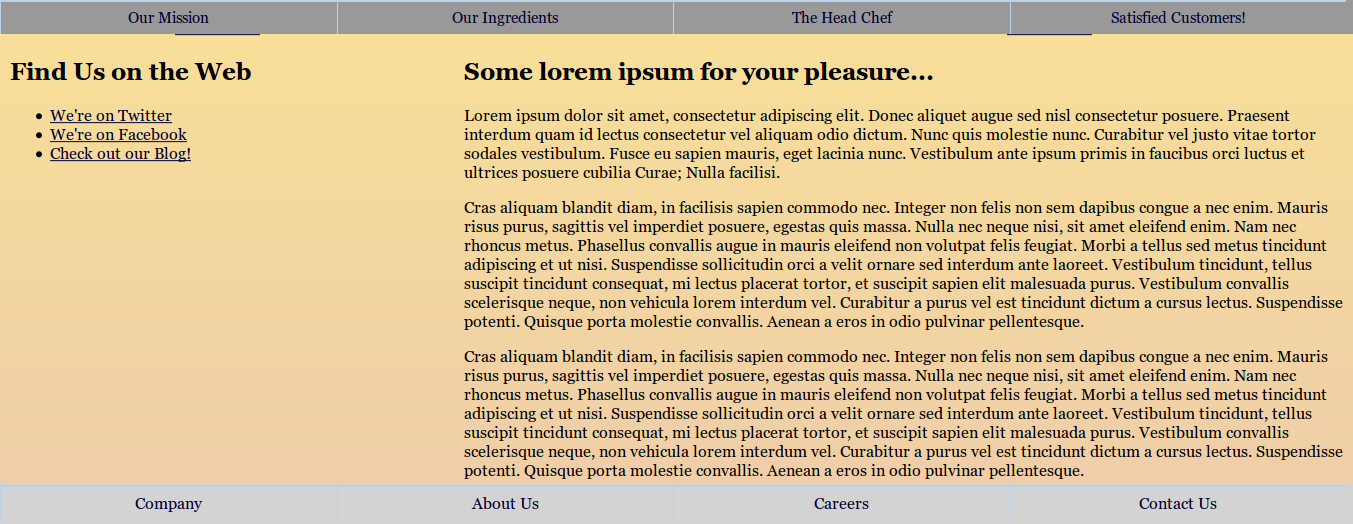 Our Mission
Our Ingredients
The Head Chef
Satisfied Customers!
Find Us on the Web
We're on Twitter
We're on Facebook
Check out our Blog!
Some lorem ipsum for your pleasure...
Lorem ipsum dolor sit amet, consectetur adipiscing elit. Donec aliquet augue sed nisl consectetur posuere. Praesent
interdum quam id lectus consectetur vel aliquam odio dictum. Nunc quis molestie nunc. Curabitur vel justo vitae tortor
sodales vestibulum. Fusce eu sapien mauris, eget lacinia nunc. Vestibulum ante ipsum primis in faucibus orci luctus et
ultrices posuere cubilia Curae; Nulla facilisi.
Cras aliquam blandit diam, in facilisis sapien commodo nec. Integer non felis non sem dapibus congue a nec enim. Mauris
risus purus, sagittis vel imperdiet posuere, egestas quis massa. Nulla nec neque nisi, sit amet eleifend enim. Nam nec
rhoncus metus. Phasellus convallis augue in mauris eleifend non volutpat felis feugiat. Morbi a tellus sed metus tincidunt
adipiscing et ut nisi. Suspendisse sollicitudin orci a velit ornare sed interdum ante laoreet. Vestibulum tincidunt, tellus
suscipit tincidunt consequat, mi lectus placerat tortor, et suscipit sapien elit malesuada purus. Vestibulum convallis
scelerisque neque, non vehicula lorem interdum vel. Curabitur a purus vel est tincidunt dictum a cursus lectus. Suspendisse
potenti. Quisque porta molestie convallis. Aenean a eros in odio pulvinar pellentesque.
Cras aliquam blandit diam, in facilisis sapien commodo nec. Integer non felis non sem dapibus congue a nec enim. Mauris
risus purus, sagittis vel imperdiet posuere, egestas quis massa. Nulla nec neque nisi, sit amet eleifend enim. Nam nec
rhoncus metus. Phasellus convallis augue in mauris eleifend non volutpat felis feugiat. Morbi a tellus sed metus tincidunt
adipiscing et ut nisi. Suspendisse sollicitudin orci a velit ornare sed interdum ante laoreet. Vestibulum tincidunt, tellus
suscipit tincidunt consequat, mi lectus placerat tortor, et suscipit sapien elit malesuada purus. Vestibulum convallis
scelerisque neque, non vehicula lorem interdum vel. Curabitur a purus vel est tincidunt dictum a cursus lectus. Suspendisse
potenti. Quisque porta molestie convallis. Aenean a eros in odio pulvinar pellentesque.
Company
About Us
Careers
Contact Us